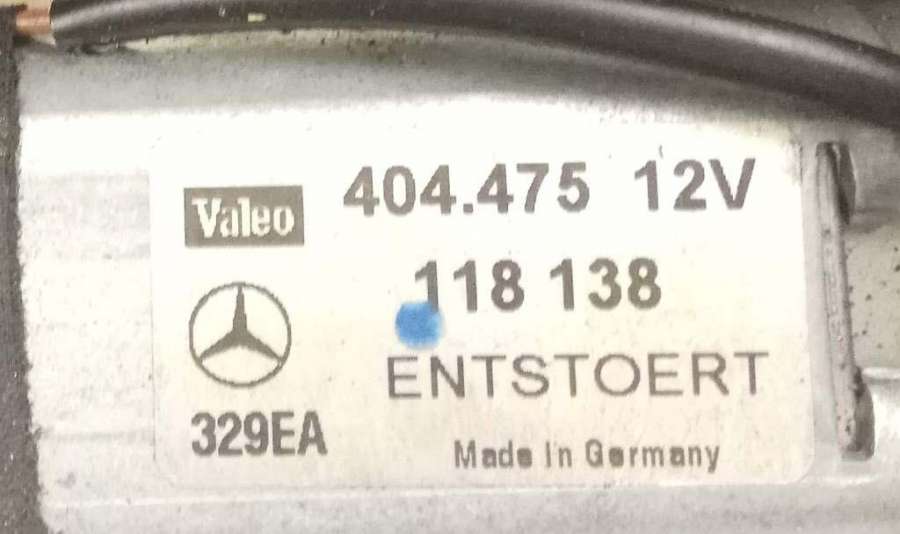 Valeo 404.475 12V
118 138
ENTSTOERT
329EA
Made In Germany